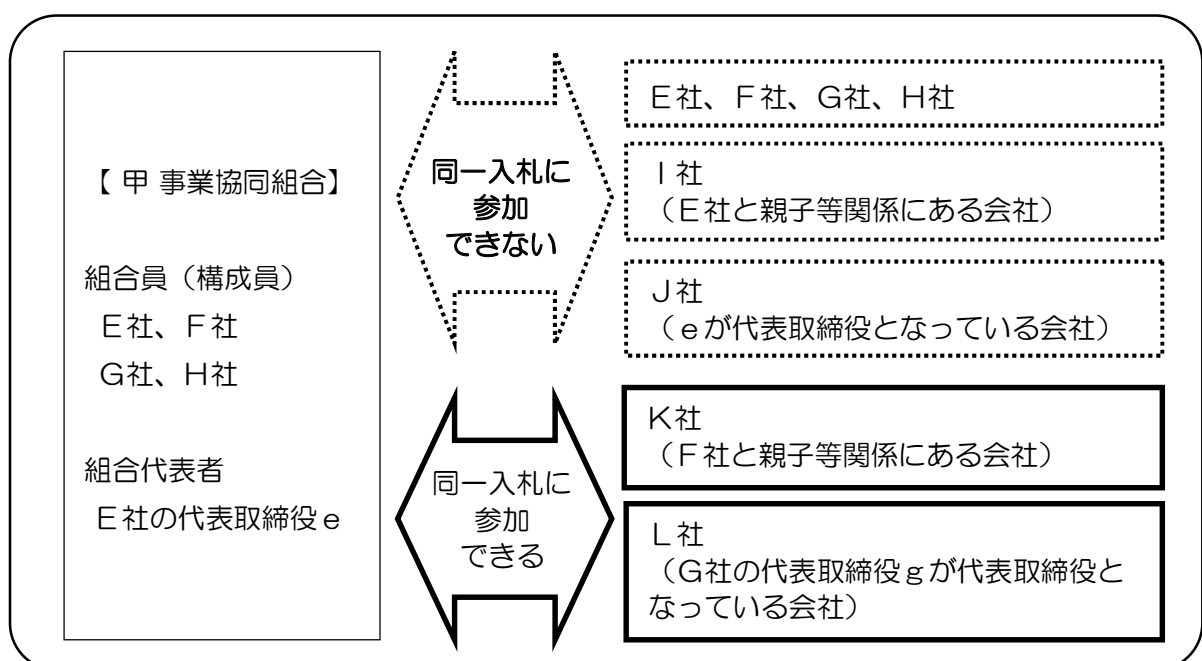 【 甲 事業協同組合】
組合員（構成員）
Ｅ社、Ｆ社
Ｇ社、Ｈ社
組合代表者
Ｅ社の代表取締役ｅ
同一入札に
参加
できない
同一入札に
参加
できる
Ｅ社、Ｆ社、Ｇ社、Ｈ社
Ｉ社
（Ｅ社と親子等関係にある会社）
Ｊ社
（ｅが代表取締役となっている会社）
Ｋ社
（Ｆ社と親子等関係にある会社）
Ｌ社
（Ｇ社の代表取締役ｇが代表取締役と
なっている会社）